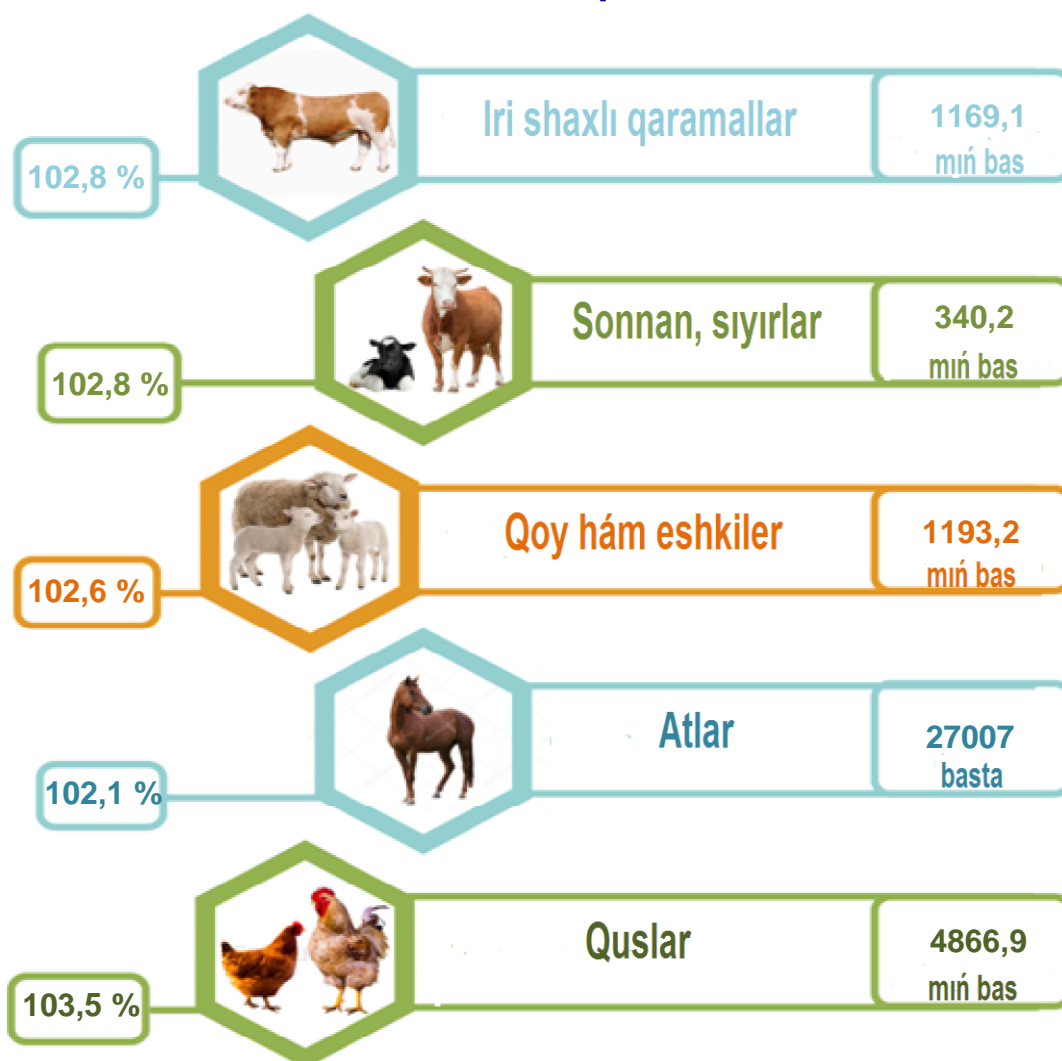 Iri shaxlı qaramallar
1169,1
mıń bas
102,8 %
Sonnan, sıyırlar
340,2
mıń bas
102,8 %
Qoy hám eshkiler
1193,2
mıń bas
102,6 %
Atlar
27007
basta
102,1 %
Quslar
4866,9
mıń bas
103,5 %